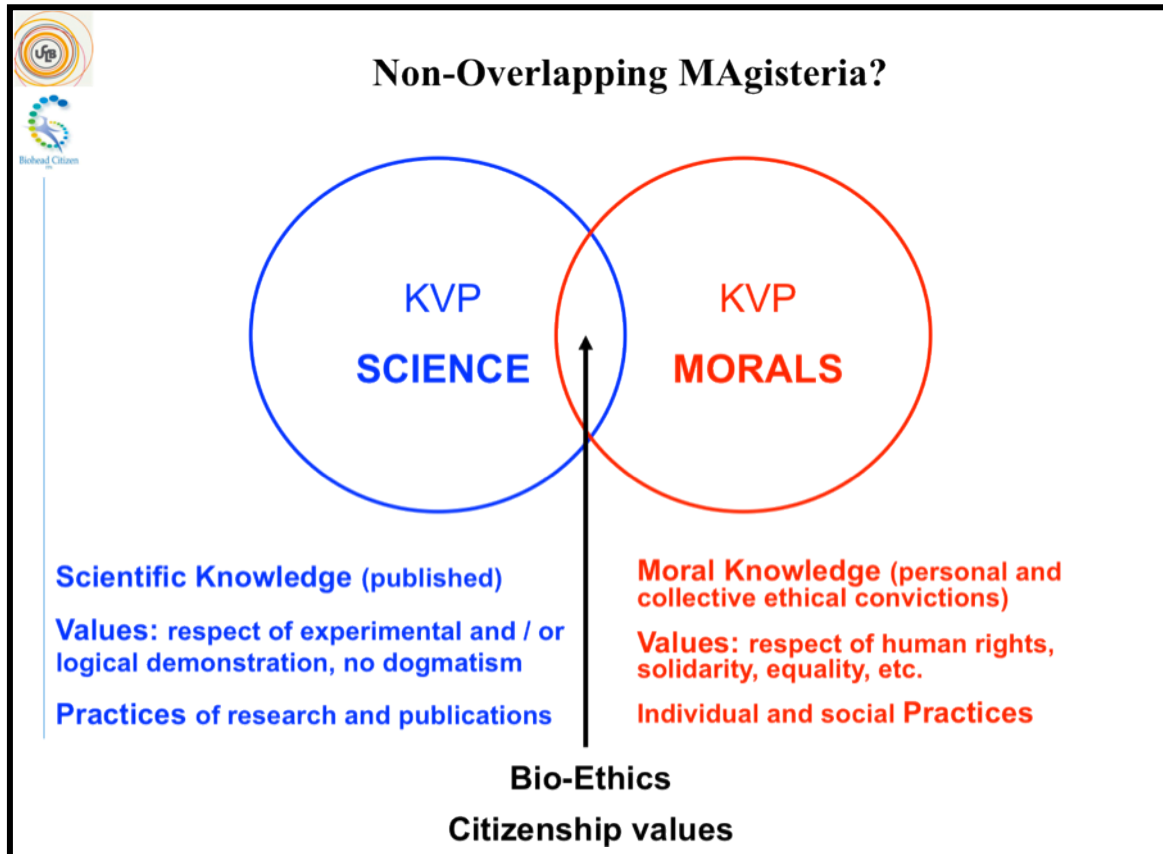 UCLB
Non-Overlapping MAgisteria?
Biohead Citizen
KVP
SCIENCE
KVP
MORALS
Scientific Knowledge (published)
Values: respect of experimental and / or
logical demonstration, no dogmatism
Practices of research and publications
Moral Knowledge (personal and
collective ethical convictions)
Values: respect of human rights,
solidarity, equality, etc.
Individual and social Practices
Bio-Ethics
Citizenship values